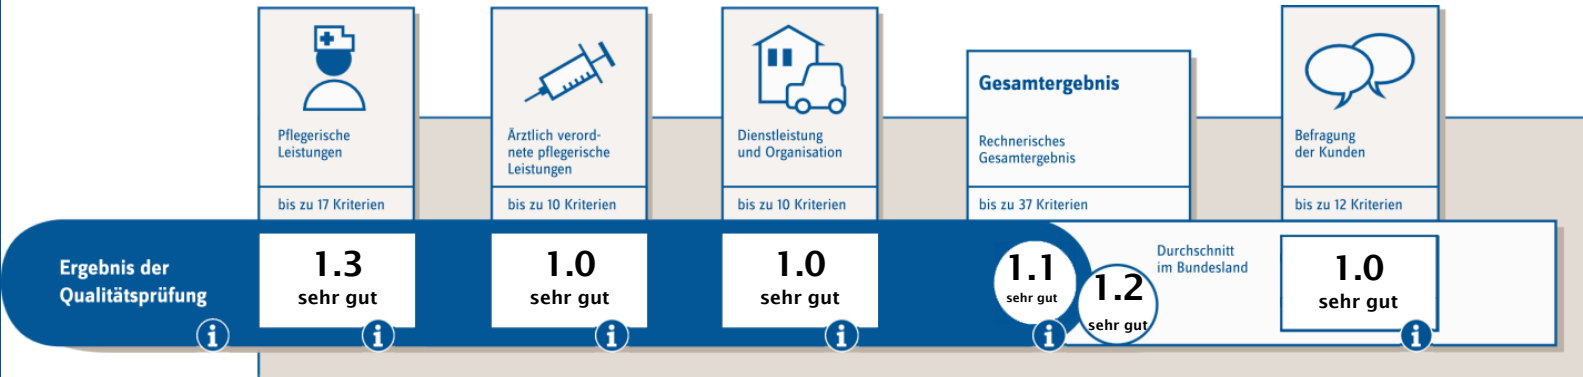 Pflegerische
Leistungen
bis zu 17 Kriterien
Ärztlich verord-
nete pflegerische
Leistungen
bis zu 10 Kriterien
Dienstleistung
und Organisation
bis zu 10 Kriterien
Gesamtergebnis
Rechnerisches
Gesamtergebnis
bis zu 37 Kriterien
Befragung
der Kunden
bis zu 12 Kriterien
Ergebnis der
Qualitätsprüfung
i
1.3
sehr gut
i
1.0
sehr gut
i
1.0
sehr gut
i
1.1
sehr gut
i
1.2
sehr gut
Durchschnitt
im Bundesland
1.0
sehr gut
i